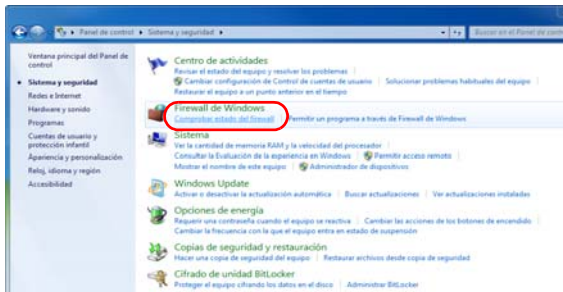 Panel de control ▸ Sistema y seguridad ▸
Buscar en el Panel de control
Ventana principal del Panel de control
Sistema y seguridad
Redes e Internet
Hardware y sonido
Programas
Cuentas de usuario y protección infantil
Apariencia y personalización
Reloj, idioma y región
Accesibilidad
Centro de actividades
Revisar el estado del equipo y resolver los problemas
Cambiar configuración de Control de cuentas de usuario | Solucionar problemas habituales del equipo
Restaurar el equipo a un punto anterior en el tiempo
Firewall de Windows
Comprobar estado del firewall | Permitir un programa a través de Firewall de Windows
Sistema
Ver la cantidad de memoria RAM y la velocidad del procesador
Consultar la Evaluación de la experiencia en Windows | Permitir acceso remoto
Mostrar el nombre de este equipo | Administrador de dispositivos
Windows Update
Activar o desactivar la actualización automática | Buscar actualizaciones | Ver actualizaciones instaladas
Opciones de energía
Requerir una contraseña cuando el equipo se reactiva | Cambiar las acciones de los botones de encendido
Cambiar la frecuencia con la que el equipo entra en estado de suspensión
Copias de seguridad y restauración
Hacer una copia de seguridad del equipo | Restaurar archivos desde copia de seguridad
Cifrado de unidad BitLocker
Proteger el equipo cifrando los datos en el disco | Administrar BitLocker